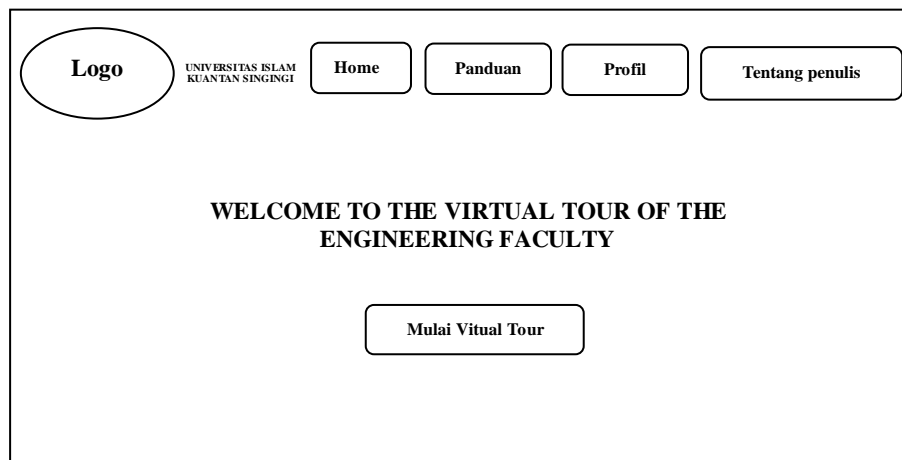 Logo
UNIVERSITAS ISLAM
KUANTAN SINGINGI
Home
Panduan
Profil
Tentang penulis
WELCOME TO THE VIRTUAL TOUR OF THE
ENGINEERING FACULTY
Mulai Vitual Tour